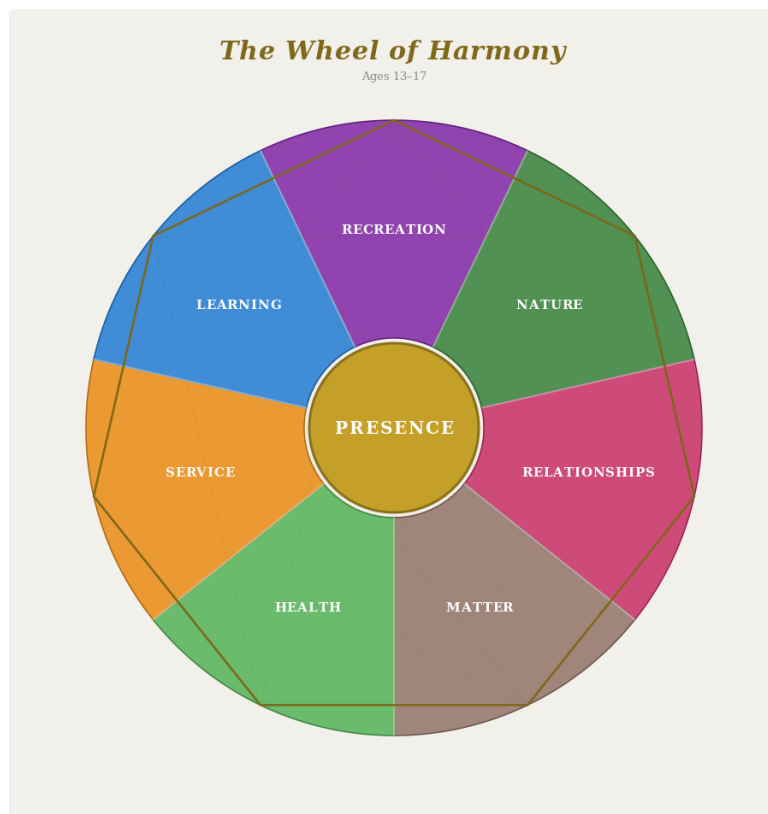 The Wheel of Harmony
Ages 13–17
RECREATION
LEARNING
NATURE
PRESENCE
SERVICE
RELATIONSHIPS
HEALTH
MATTER